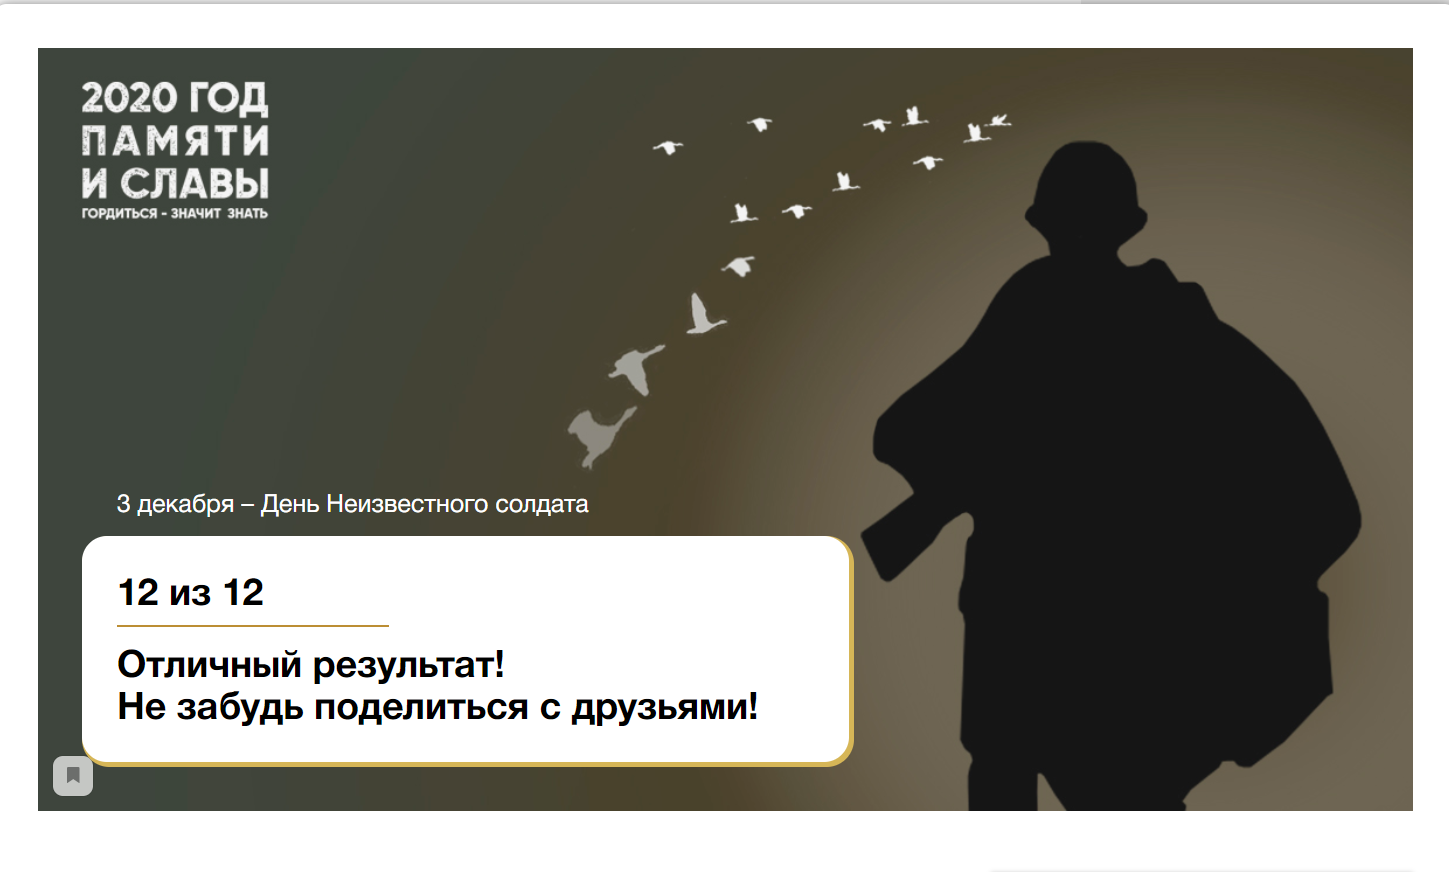 2020 ГОД
ПАМЯТИ
И СЛАВЫ
ГОРДИТЬСЯ - ЗНАЧИТ ЗНАТЬ
3 декабря – День Неизвестного солдата
12 из 12
Отличный результат!
Не забудь поделиться с друзьями!